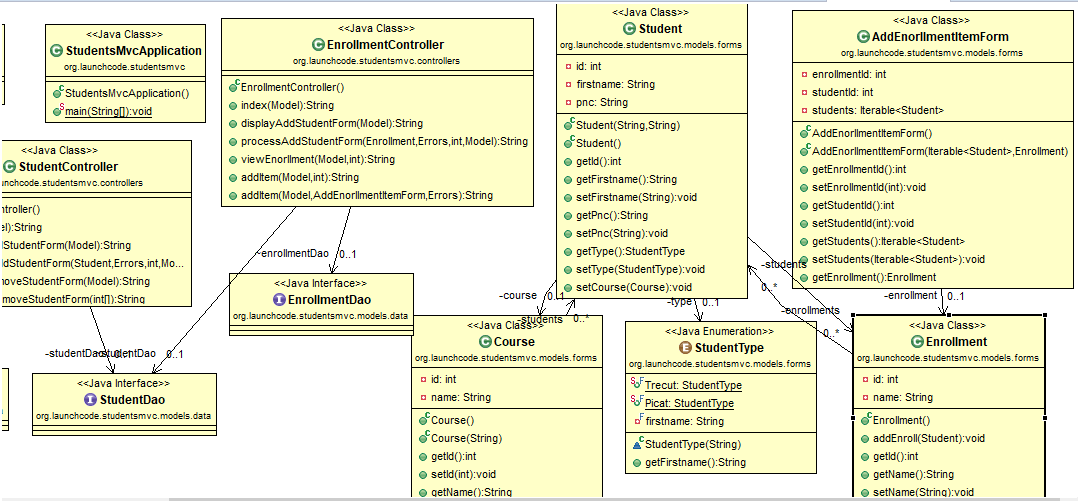 <<Java Class>>
StudentsMvcApplication
org.launchcode.studentsmvc
StudentsMvcApplication()
main(String[]):void
<<Java Class>>
EnrollmentController
org.launchcode.studentsmvc.controllers
EnrollmentController()
index(Model):String
displayAddStudentForm(Model):String
processAddStudentForm(Enrollment,Errors,int,Model):String
viewEnorllment(Model,int):String
addItem(Model,int):String
addItem(Model,AddEnorllmentItemForm,Errors):String
<<Java Class>>
Student
org.launchcode.studentsmvc.models.forms
id: int
firstname: String
pnc: String
Student(String,String)
Student()
getId():int
getFirstname():String
setFirstname(String):void
getPnc():String
setPnc(String):void
getType():StudentType
setType(StudentType):void
setCourse(Course):void
<<Java Class>>
AddEnorllmentItemForm
org.launchcode.studentsmvc.models.forms
enrollmentId: int
studentId: int
students: Iterable<Student>
AddEnorllmentItemForm()
AddEnorllmentItemForm(Iterable<Student>,Enrollment)
getEnrollmentId():int
setEnrollmentId(int):void
getStudentId():int
setStudentId(int):void
getStudents():Iterable<Student>
setStudents(Iterable<Student>):void
getEnrollment():Enrollment
<<Java Class>>
StudentController
unchcode.studentsmvc.controllers
ntroller()
el):String
lStudentForm(Model):String
ddStudentForm(Student,Errors,int,Mo...
moveStudentForm(Model):String
moveStudentForm(int[]):String
-enrollmentDao 0..1
<<Java Interface>>
EnrollmentDao
org.launchcode.studentsmvc.models.data
-studentDao
-studentDao 0..1
<<Java Interface>>
StudentDao
org.launchcode.studentsmvc.models.data
-course 0..1
-students 0..*
-type 0..1
-students
0..*
-enrollments
0..*
-enrollment 0..1
<<Java Class>>
Course
org.launchcode.studentsmvc.models.forms
id: int
name: String
Course()
Course(String)
getId():int
setId(int):void
getName():String
<<Java Enumeration>>
StudentType
org.launchcode.studentsmvc.models.forms
Trecut: StudentType
Picat: StudentType
firstname: String
StudentType(String)
getFirstname():String
<<Java Class>>
Enrollment
org.launchcode.studentsmvc.models.forms
id: int
name: String
Enrollment()
addEnroll(Student):void
getId():int
getName():String
setName(String):void